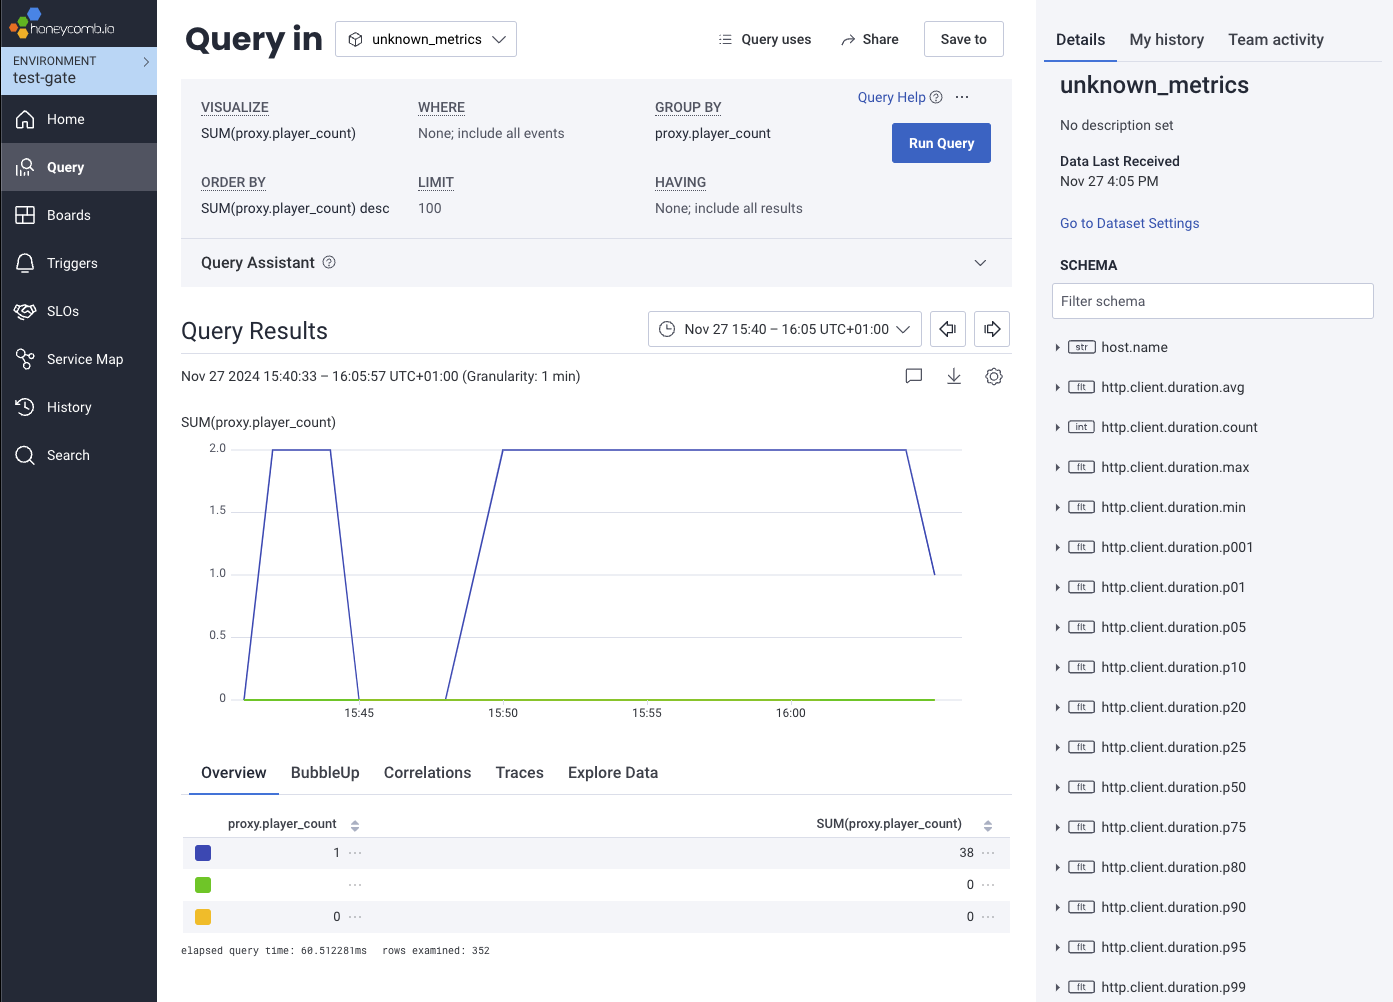 honeycomb.io
ENVIRONMENT
test-gate
Home
Query
Boards
Triggers
SLOs
Service Map
History
Search
Query in
unknown_metrics
Query uses
Share
Save to
VISUALIZE
SUM(proxy.player_count)
WHERE
None; include all events
GROUP BY
proxy.player_count
Query Help
Run Query
ORDER BY
SUM(proxy.player_count) desc
LIMIT
100
HAVING
None; include all results
Query Assistant
Query Results
Nov 27 15:40 – 16:05 UTC+01:00
Nov 27 2024 15:40:33 – 16:05:57 UTC+01:00 (Granularity: 1 min)
SUM(proxy.player_count)
2.0
1.5
1.0
0.5
0
15:45 15:50 15:55 16:00
Overview BubbleUp Correlations Traces Explore Data
proxy.player_count SUM(proxy.player_count)
1 ··· 38 ···
··· 0 ···
0 ··· 0 ···
elapsed query time: 60.512281ms rows examined: 352
Details My history Team activity
unknown_metrics
No description set
Data Last Received
Nov 27 4:05 PM
Go to Dataset Settings
SCHEMA
Filter schema
str host.name
flt http.client.duration.avg
int http.client.duration.count
flt http.client.duration.max
flt http.client.duration.min
flt http.client.duration.p001
flt http.client.duration.p01
flt http.client.duration.p05
flt http.client.duration.p10
flt http.client.duration.p20
flt http.client.duration.p25
flt http.client.duration.p50
flt http.client.duration.p75
flt http.client.duration.p80
flt http.client.duration.p90
flt http.client.duration.p95
flt http.client.duration.p99